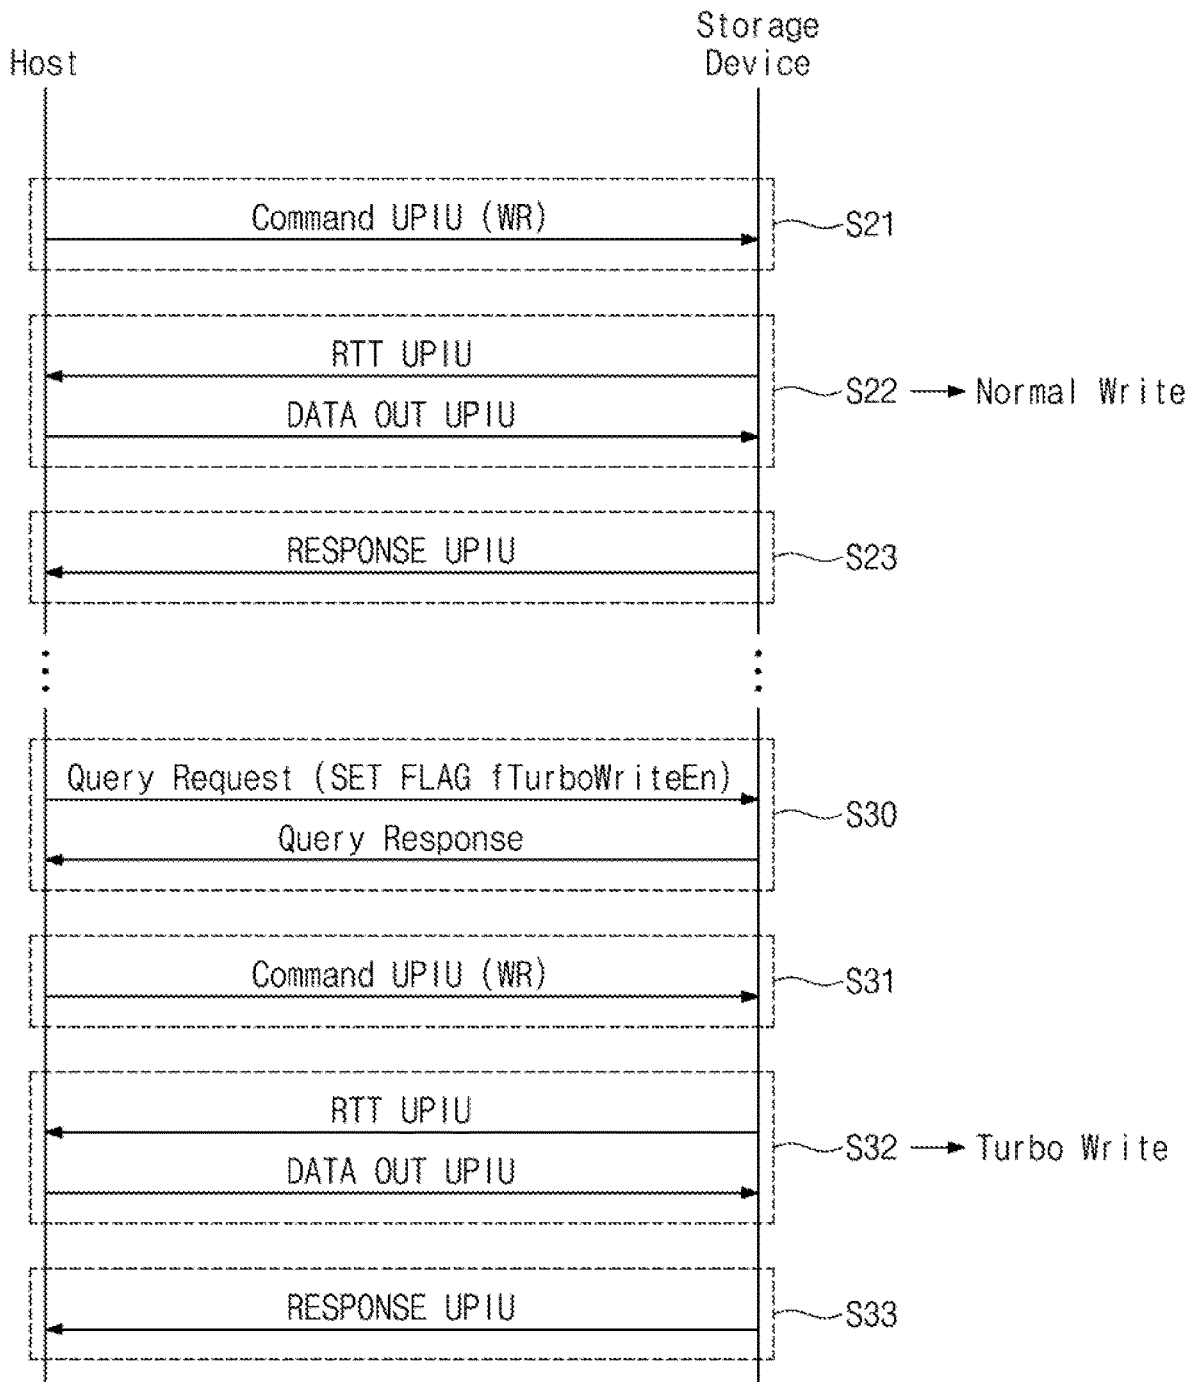 Host
Storage
Device
Command UPIU (WR)
S21
RTT UPIU
DATA OUT UPIU
S22
Normal Write
RESPONSE UPIU
S23
Query Request (SET FLAG fTurboWriteEn)
Query Response
S30
Command UPIU (WR)
S31
RTT UPIU
DATA OUT UPIU
S32
Turbo Write
RESPONSE UPIU
S33